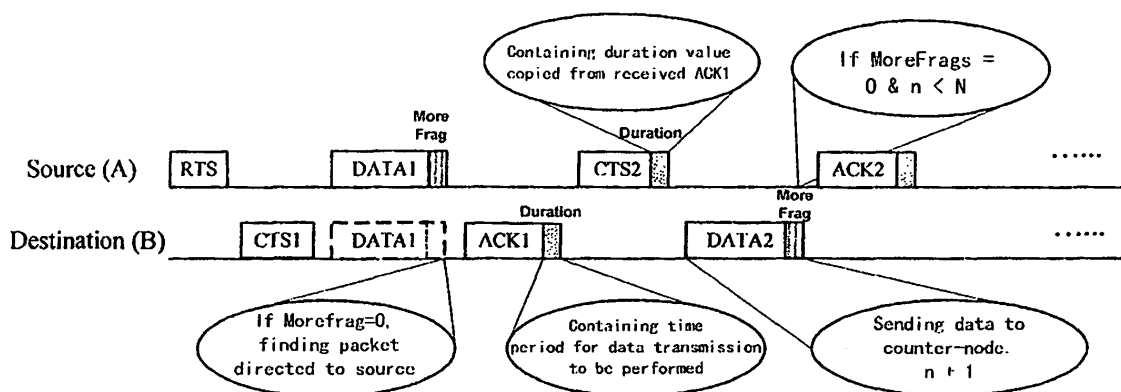 Containing duration value
copied from received ACK1
If MoreFrags =
0 & n < N
More
Frag
Duration
Source (A)
RTS
DATA1
CTS2
ACK2
......
More
Frag
Duration
Destination (B)
CTS1
DATA1
ACK1
DATA2
......
If Morefrag=0,
finding packet
directed to source
Containing time
period for data transmission
to be performed
Sending data to
counter-node.
n + 1